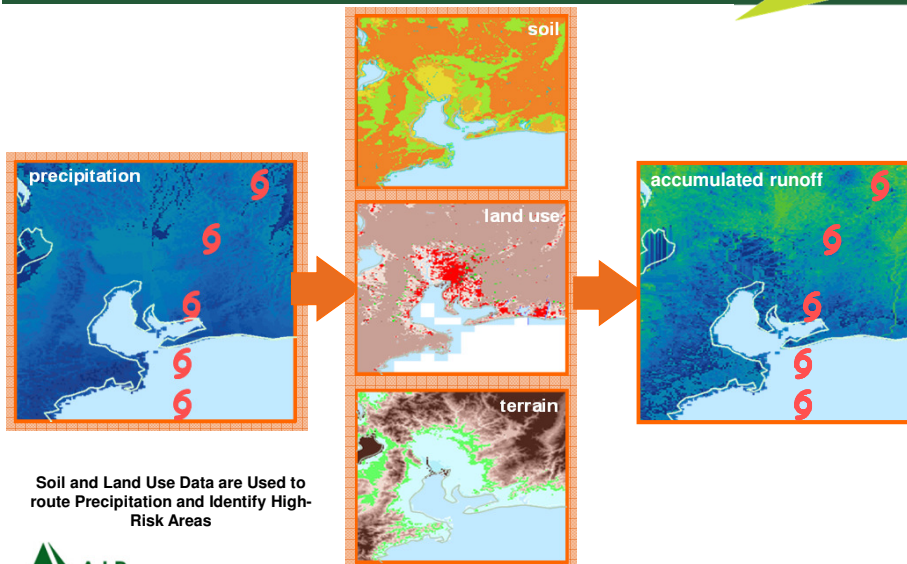 soil
precipitation
land use
accumulated runoff
terrain
Soil and Land Use Data are Used to
route Precipitation and Identify High-
Risk Areas